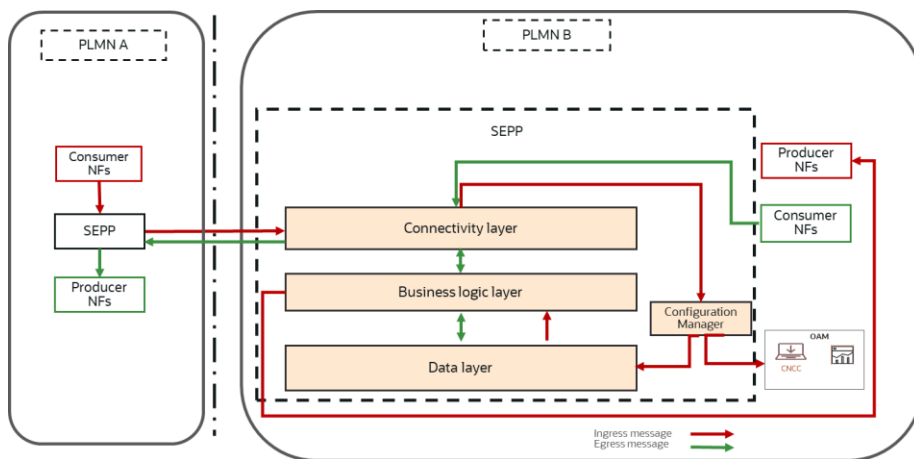 PLMN A
PLMN B
SEPP
Consumer
NFs
SEPP
Producer
NFs
Connectivity layer
Business logic layer
Data layer
Configuration
Manager
Producer
NFs
Consumer
NFs
OAM
CNCC
Ingress message
Egress message